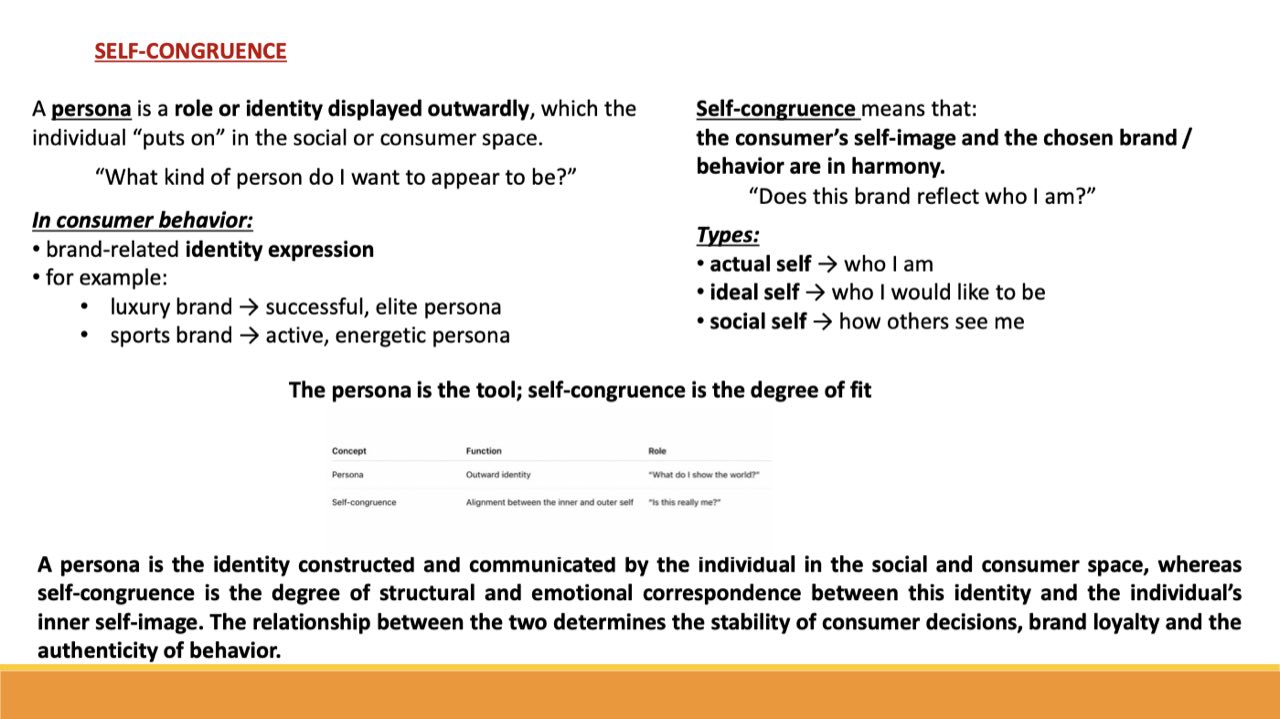 SELF-CONGRUENCE
A persona is a role or identity displayed outwardly, which the
individual “puts on” in the social or consumer space.
“What kind of person do I want to appear to be?”
In consumer behavior:
• brand-related identity expression
• for example:
• luxury brand → successful, elite persona
• sports brand → active, energetic persona
Self-congruence means that:
the consumer’s self-image and the chosen brand /
behavior are in harmony.
“Does this brand reflect who I am?”
Types:
• actual self → who I am
• ideal self → who I would like to be
• social self → how others see me
The persona is the tool; self-congruence is the degree of fit
Concept Function Role
Persona Outward identity "What do I show the world?"
Self-congruence Alignment between the inner and outer self "Is this really me?"
A persona is the identity constructed and communicated by the individual in the social and consumer space, whereas
self-congruence is the degree of structural and emotional correspondence between this identity and the individual’s
inner self-image. The relationship between the two determines the stability of consumer decisions, brand loyalty and the
authenticity of behavior.